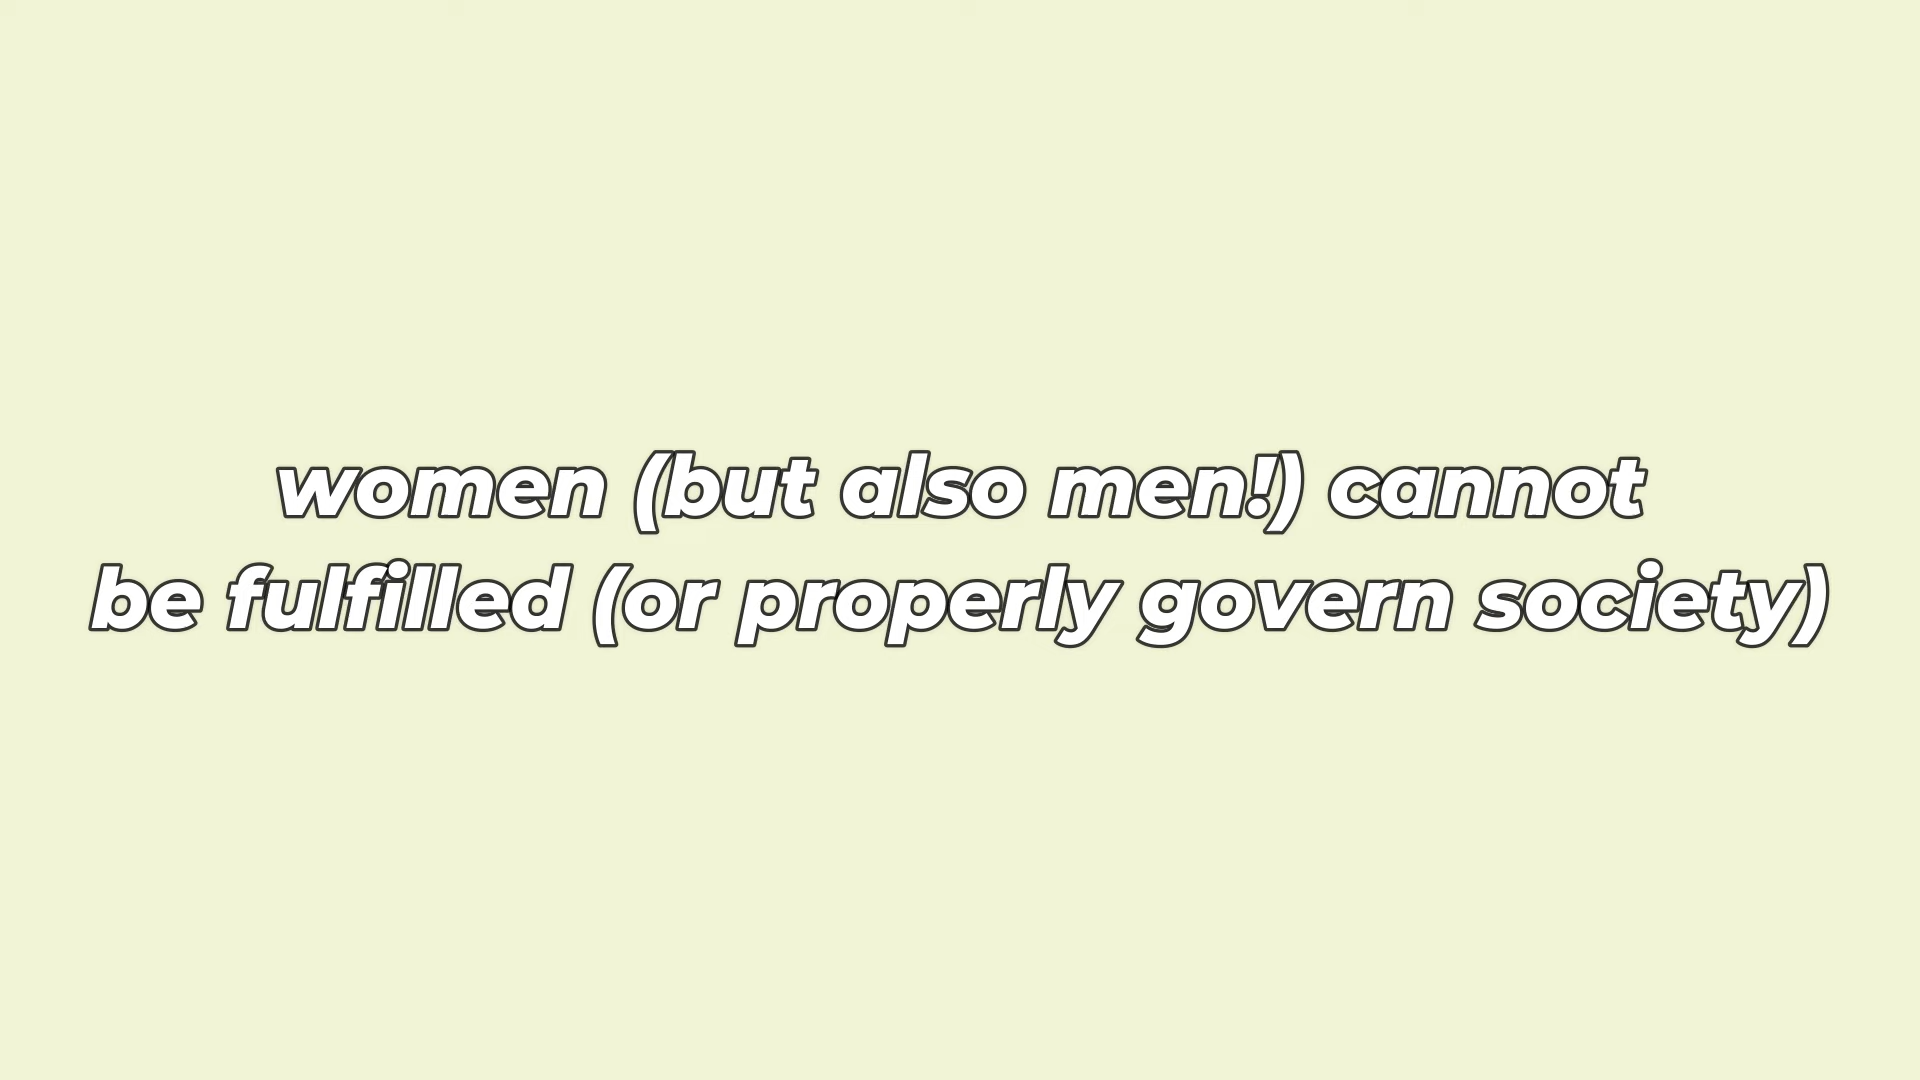 women (but also men!) cannot
be fulfilled (or properly govern society)